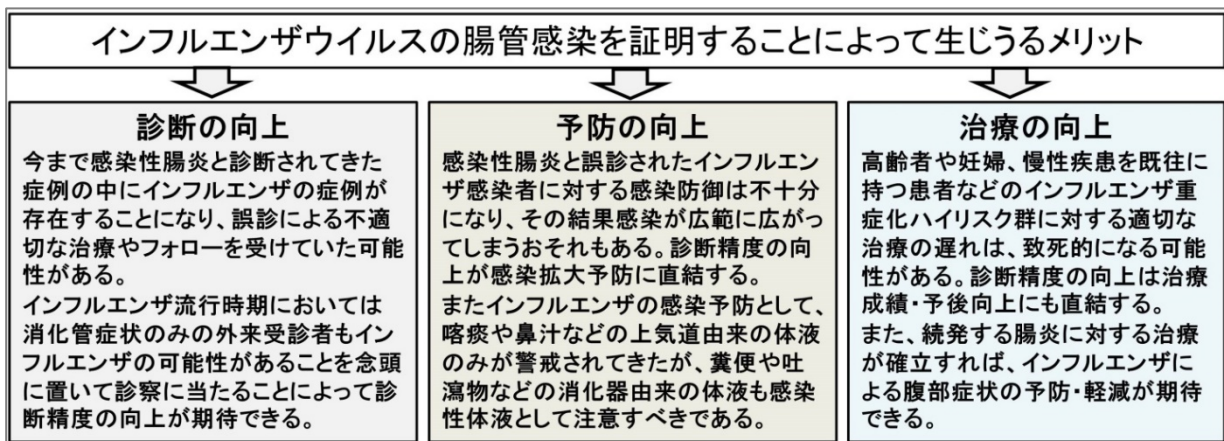 インフルエンザウイルスの腸管感染を証明することによって生じうるメリット
診断の向上
今まで感染性腸炎と診断されてきた
症例の中にインフルエンザの症例が
存在することになり、誤診による不適
切な治療やフォローを受けていた可能
性がある。
インフルエンザ流行時期においては
消化管症状のみの外来受診者もイン
フルエンザの可能性があることを念頭
に置いて診察に当たることによって診
断精度の向上が期待できる。
予防の向上
感染性腸炎と誤診されたインフルエン
ザ感染者に対する感染防御は不十分
になり、その結果感染が広範に広がっ
てしまうおそれもある。診断精度の向
上が感染拡大予防に直結する。
またインフルエンザの感染予防として、
喀痰や鼻汁などの上気道由来の体液
のみが警戒されてきたが、糞便や吐
瀉物などの消化器由来の体液も感染
性体液として注意すべきである。
治療の向上
高齢者や妊婦、慢性疾患を既往に
持つ患者などのインフルエンザ重
症化ハイリスク群に対する適切な
治療の遅れは、致死的になる可能
性がある。診断精度の向上は治療
成績・予後向上にも直結する。
また、続発する腸炎に対する治療
が確立すれば、インフルエンザに
よる腹部症状の予防・軽減が期待
できる。